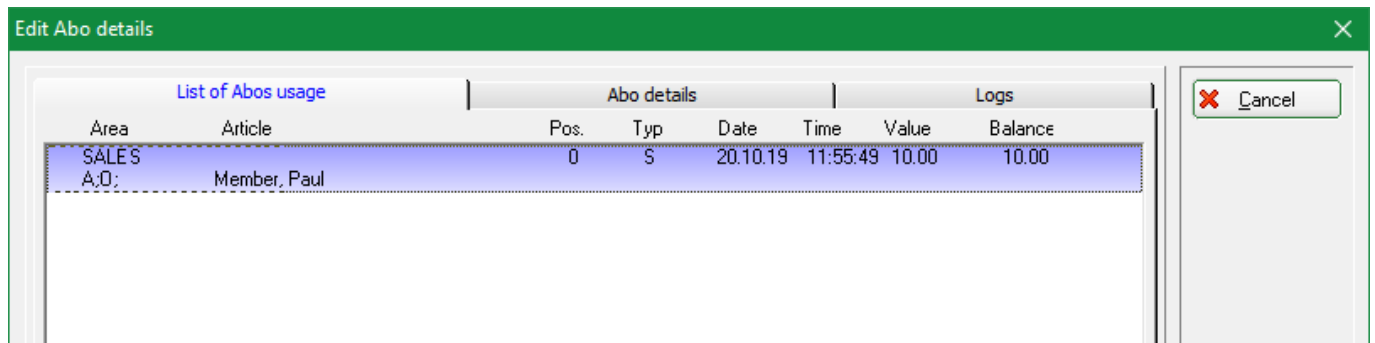 Edit Abo details
List of Abos usage Abo details Logs
Cancel
Area Article Pos. Typ Date Time Value Balance
SALES 0 S 20.10.19 11:55:49 10.00 10.00
A;O; Member, Paul